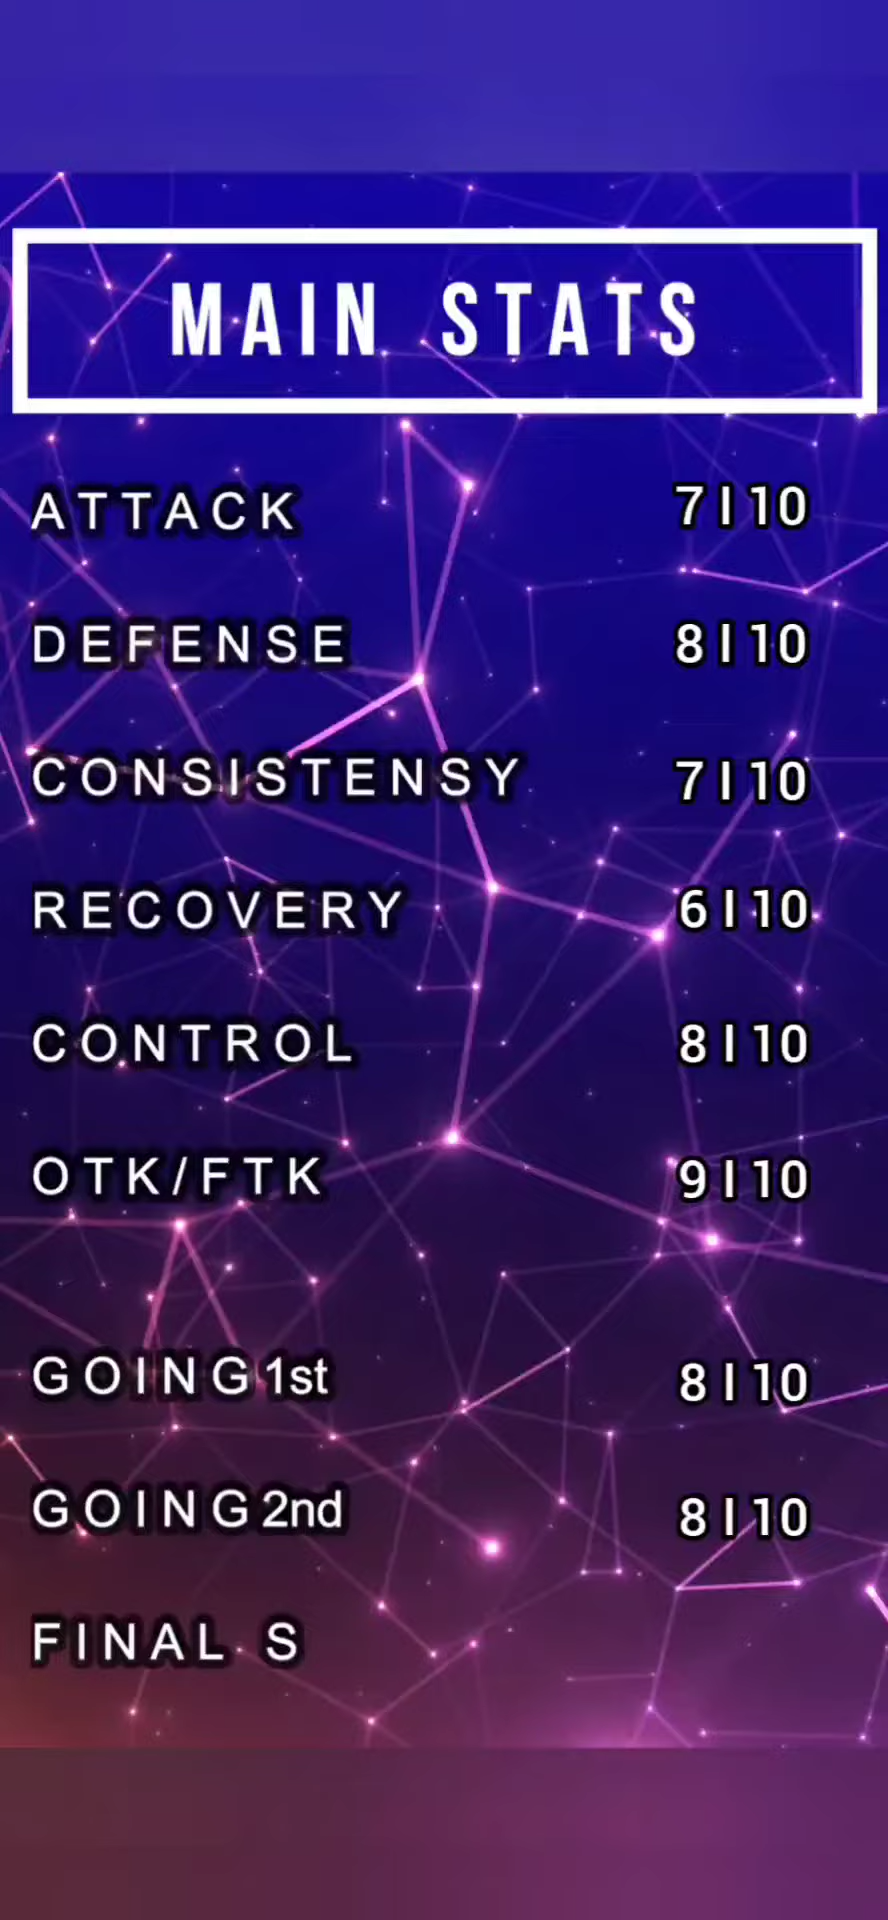 MAIN STATS
ATTACK 7|10
DEFENSE 8|10
CONSISTENSY 7|10
RECOVERY 6|10
CONTROL 8|10
OTK/FTK 9|10
GOING 1st 8|10
GOING 2nd 8|10
FINAL S